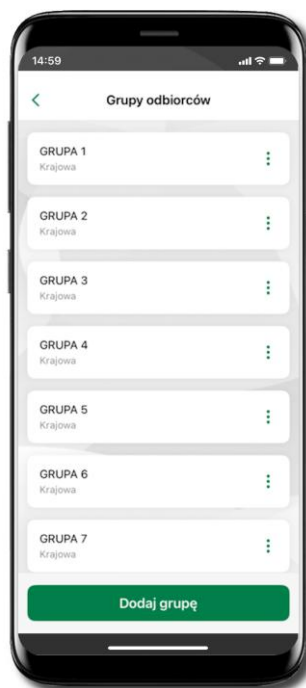 14:59
Grupy odbiorców
GRUPA 1
Krajowa
GRUPA 2
Krajowa
GRUPA 3
Krajowa
GRUPA 4
Krajowa
GRUPA 5
Krajowa
GRUPA 6
Krajowa
GRUPA 7
Krajowa
Dodaj grupę